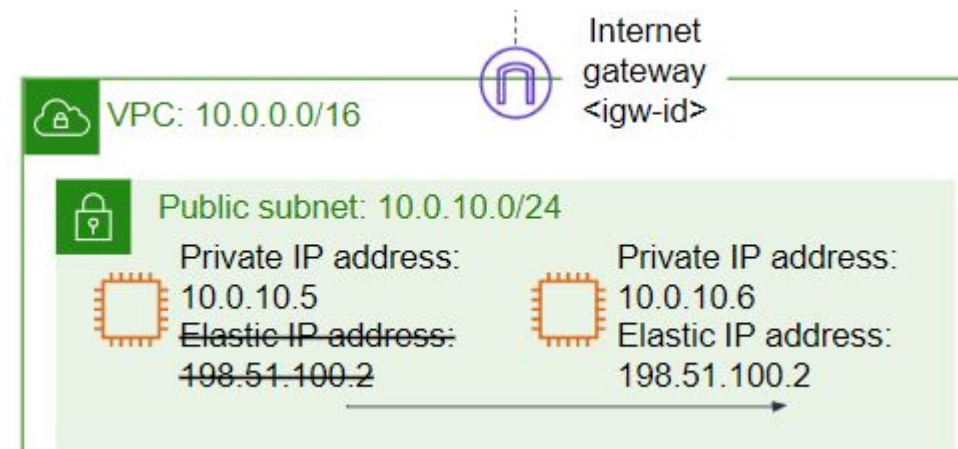 Internet
gateway
<igw-id>
VPC: 10.0.0.0/16
Public subnet: 10.0.10.0/24
Private IP address:
10.0.10.5
Elastic IP address:
198.51.100.2
Private IP address:
10.0.10.6
Elastic IP address:
198.51.100.2